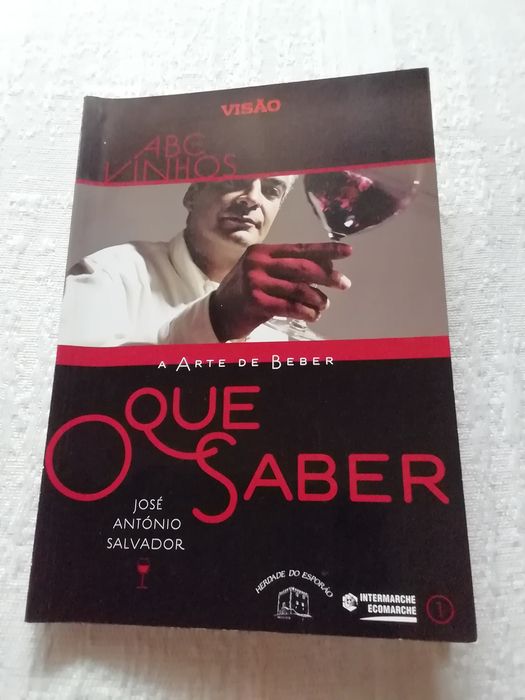 VISÃO
ABC
VINHOS
A ARTE DE BEBER
O QUE
SABER
JOSÉ
ANTÓNIO
SALVADOR
HERDADE DO ESPORÃO
INTERMARCHE
ECOMARCHE
1